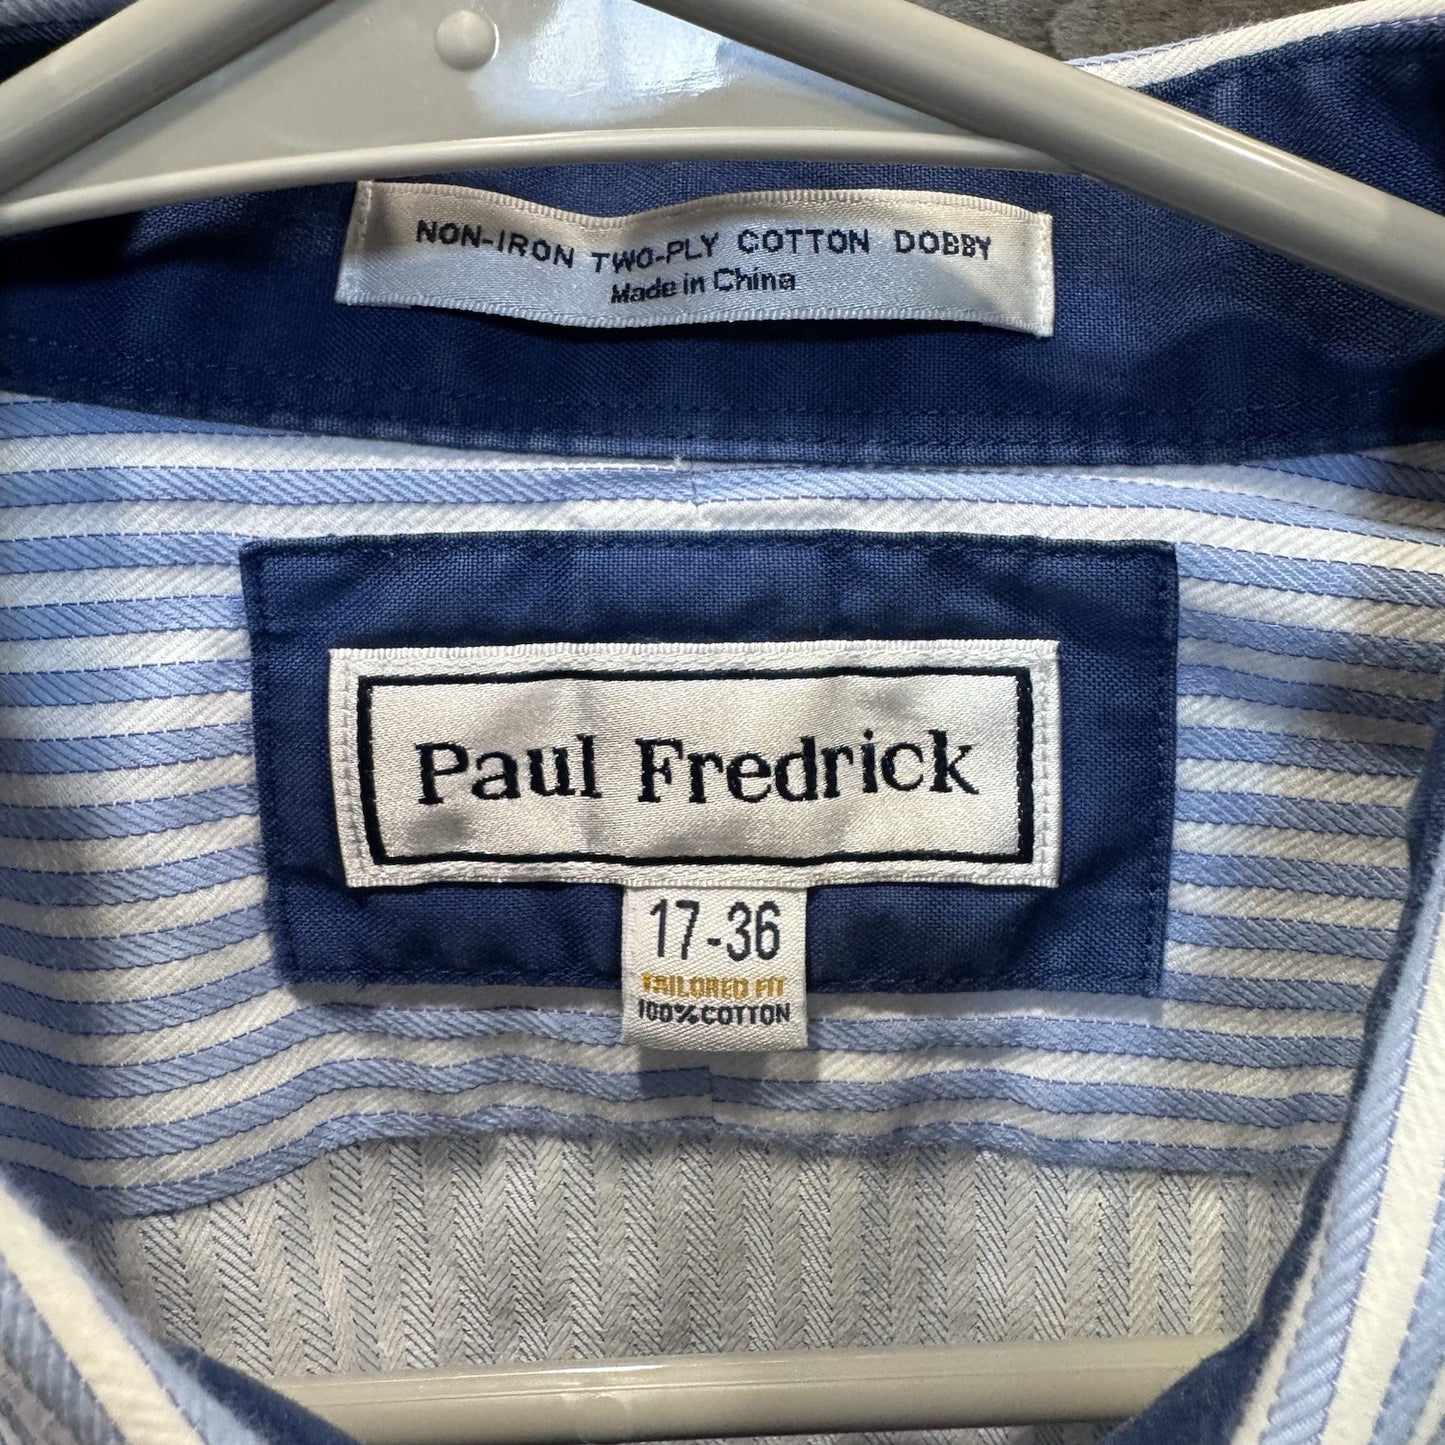 NON-IRON TWO-PLY COTTON DOBBY
Made in China
Paul Fredrick
17-36
TAILORED FIT
100%COTTON